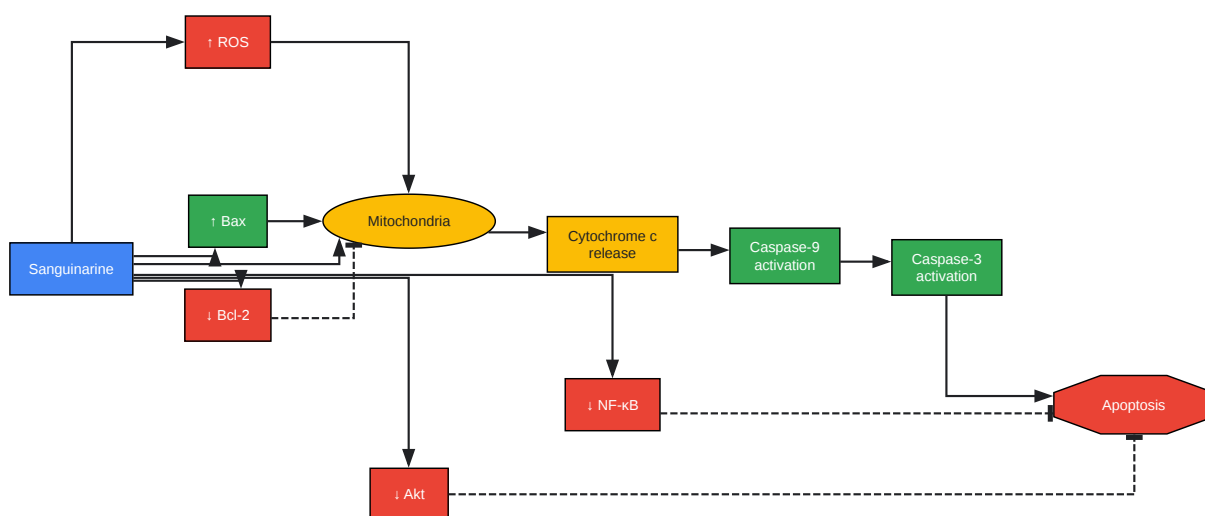 ↑ ROS
↑ Bax
Mitochondria
Cytochrome c
release
Caspase-9
activation
Caspase-3
activation
Sanguinarine
↓ Bcl-2
↓ NF-κB
Apoptosis
↓ Akt